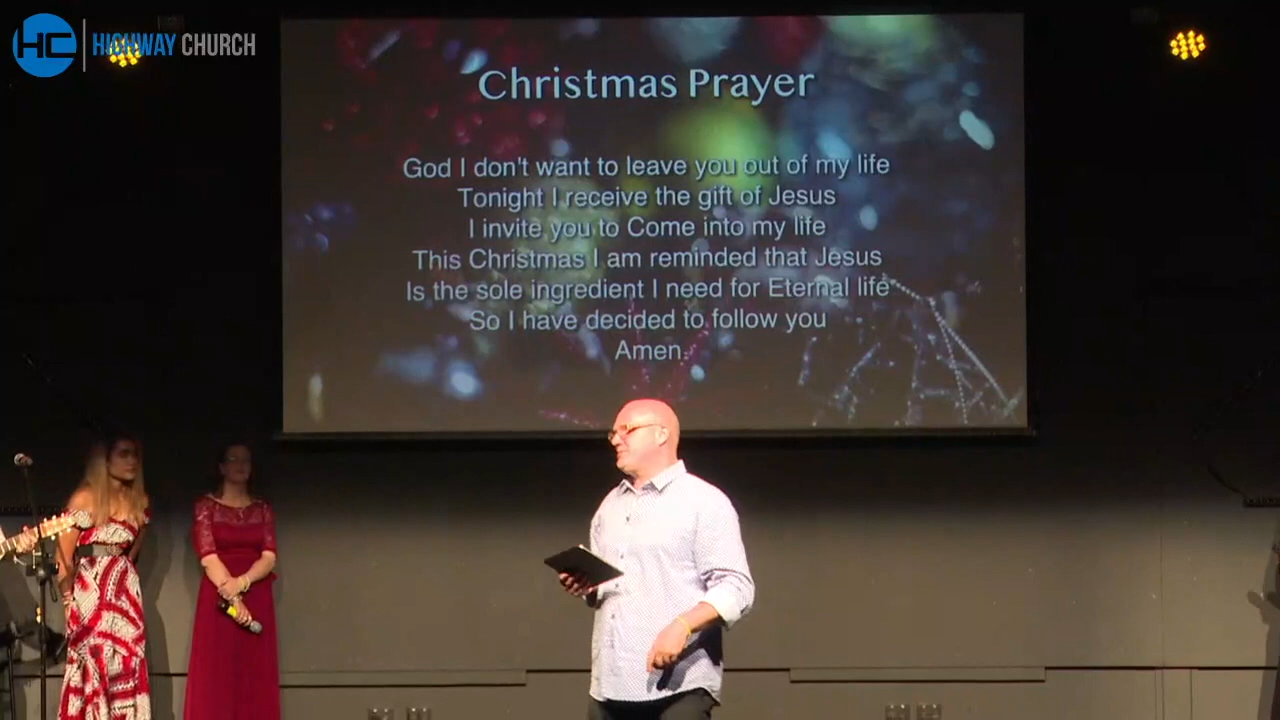 HC HIGHWAY CHURCH
Christmas Prayer
God I don't want to leave you out of my life
Tonight I receive the gift of Jesus
I invite you to Come into my life
This Christmas I am reminded that Jesus
Is the sole ingredient I need for Eternal life
So I have decided to follow you
Amen.